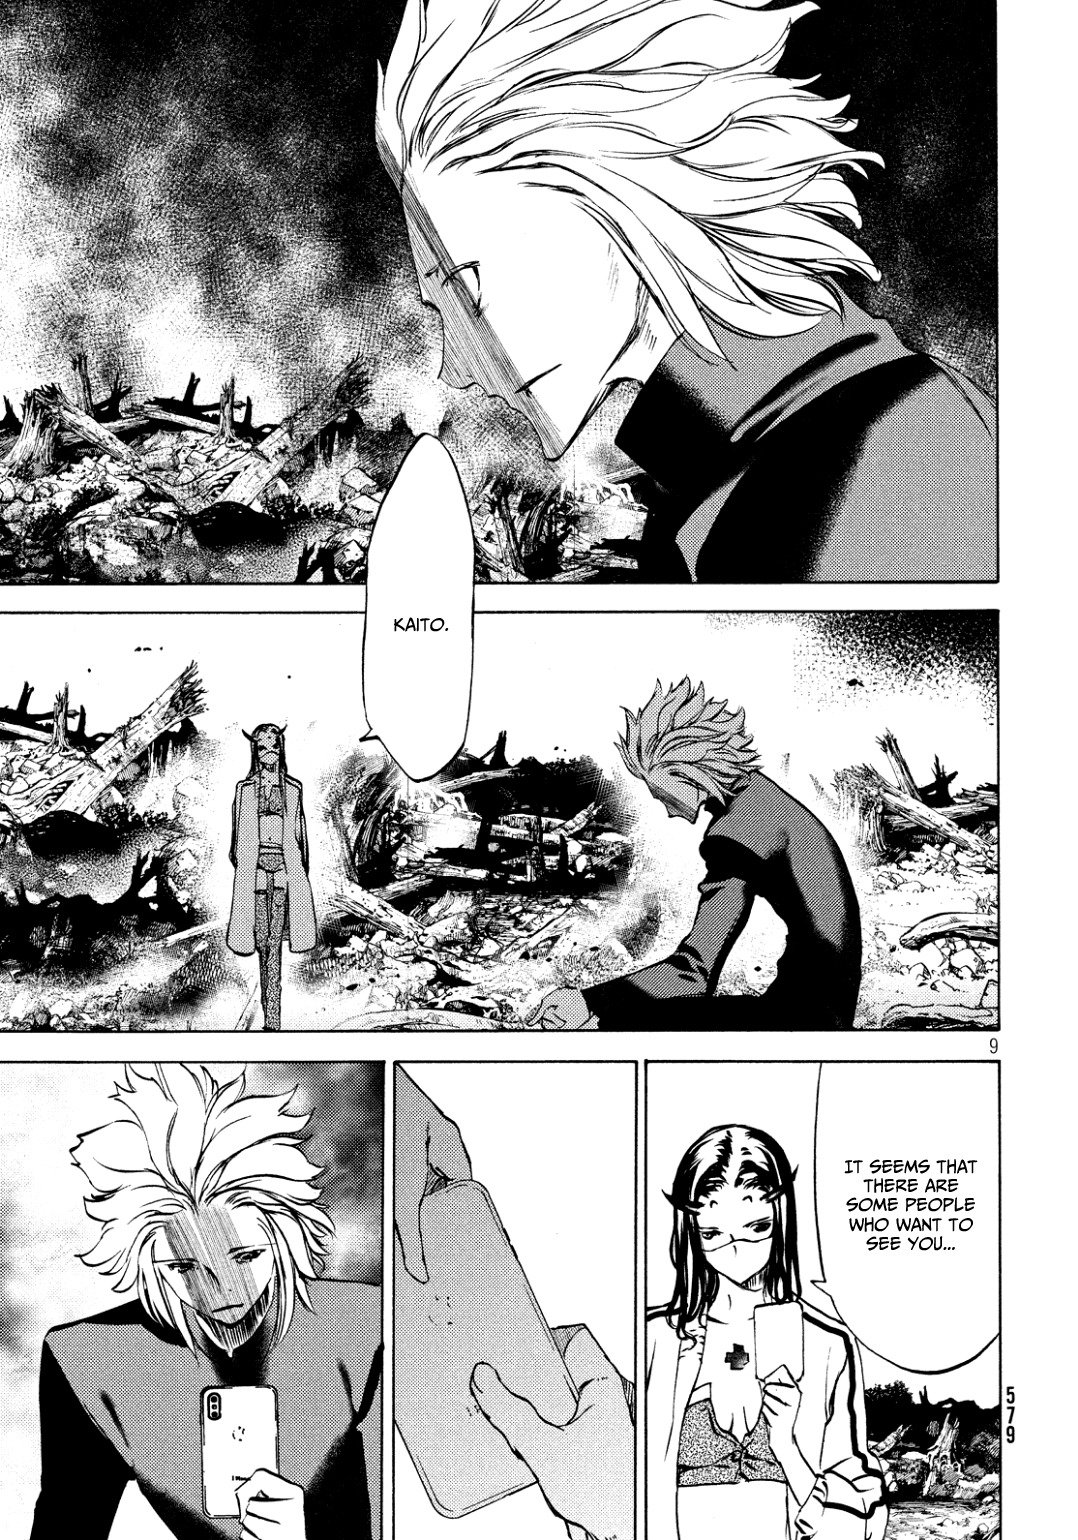 KAITO.
9
IT SEEMS THAT
THERE ARE
SOME PEOPLE
WHO WANT TO
SEE YOU...
579